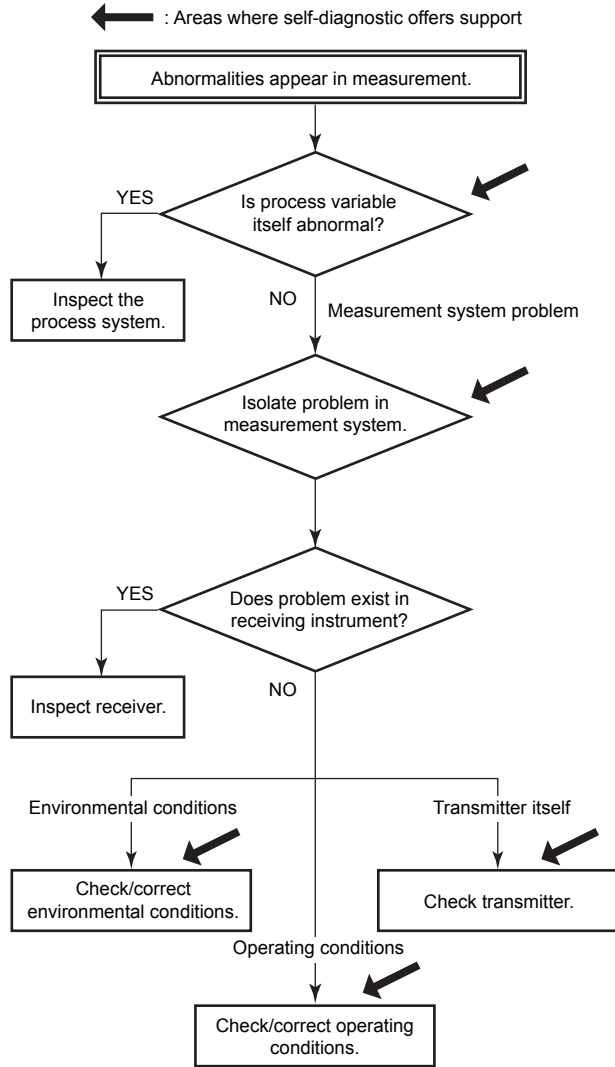 : Areas where self-diagnostic offers support
Abnormalities appear in measurement.
YES
Is process variable
itself abnormal?
Inspect the
process system.
NO
Measurement system problem
Isolate problem in
measurement system.
YES
Does problem exist in
receiving instrument?
Inspect receiver.
NO
Environmental conditions
Transmitter itself
Check/correct
environmental conditions.
Check transmitter.
Operating conditions
Check/correct operating
conditions.